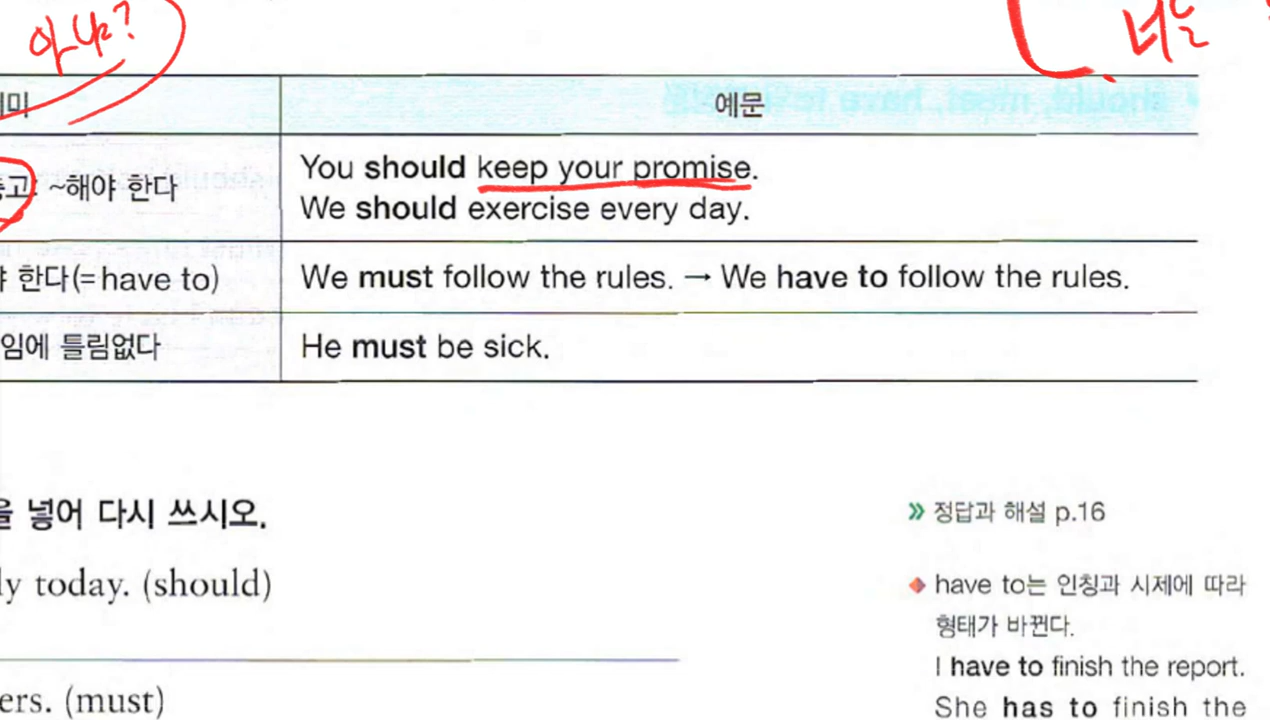 아냐?
너는
의미
예문
충고 ~해야 한다
You should keep your promise.
We should exercise every day.
야 한다(=have to)
We must follow the rules. → We have to follow the rules.
임에 틀림없다
He must be sick.
을 넣어 다시 쓰시오.
» 정답과 해설 p.16
ly today. (should)
◆ have to는 인칭과 시제에 따라
형태가 바뀐다.
I have to finish the report.
ers. (must)
She has to finish the